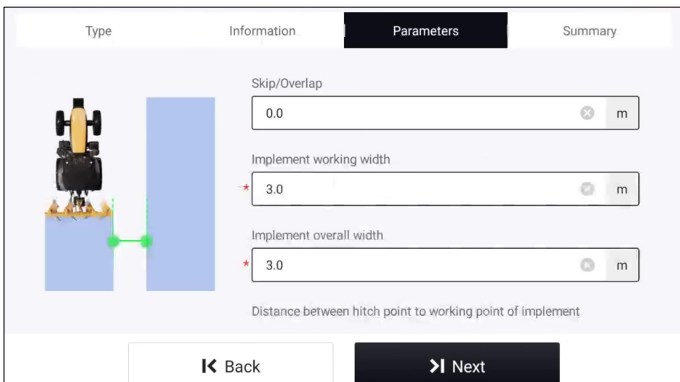 Type Information Parameters Summary
Skip/Overlap
0.0 m
Implement working width
* 3.0 m
Implement overall width
* 3.0 m
Distance between hitch point to working point of implement
Back Next